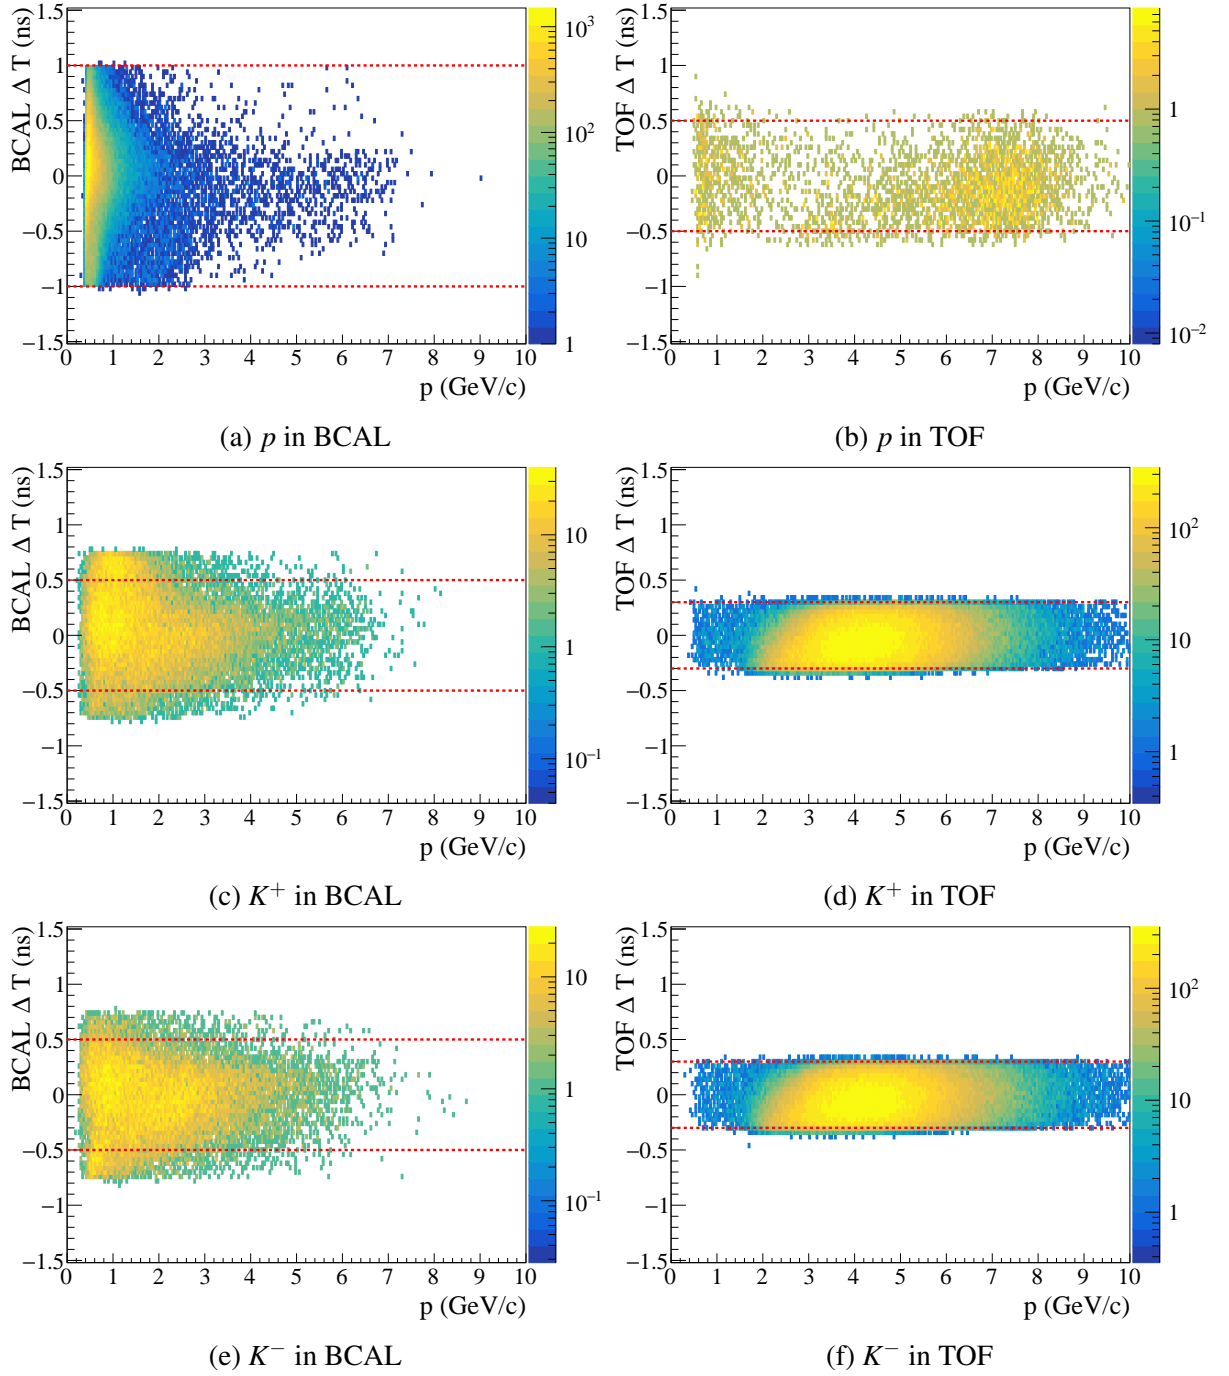 BCAL Δ T (ns)
1.5
1
0.5
0
−0.5
−1
−1.5
0 1 2 3 4 5 6 7 8 9 10
p (GeV/c)
10³
10²
10
1
(a) p in BCAL
TOF Δ T (ns)
1.5
1
0.5
0
−0.5
−1
−1.5
0 1 2 3 4 5 6 7 8 9 10
p (GeV/c)
1
10⁻¹
10⁻²
(b) p in TOF
BCAL Δ T (ns)
1.5
1
0.5
0
−0.5
−1
−1.5
0 1 2 3 4 5 6 7 8 9 10
p (GeV/c)
10
1
10⁻¹
(c) K⁺ in BCAL
TOF Δ T (ns)
1.5
1
0.5
0
−0.5
−1
−1.5
0 1 2 3 4 5 6 7 8 9 10
p (GeV/c)
10²
10
1
(d) K⁺ in TOF
BCAL Δ T (ns)
1.5
1
0.5
0
−0.5
−1
−1.5
0 1 2 3 4 5 6 7 8 9 10
p (GeV/c)
10
1
10⁻¹
(e) K⁻ in BCAL
TOF Δ T (ns)
1.5
1
0.5
0
−0.5
−1
−1.5
0 1 2 3 4 5 6 7 8 9 10
p (GeV/c)
10²
10
1
(f) K⁻ in TOF